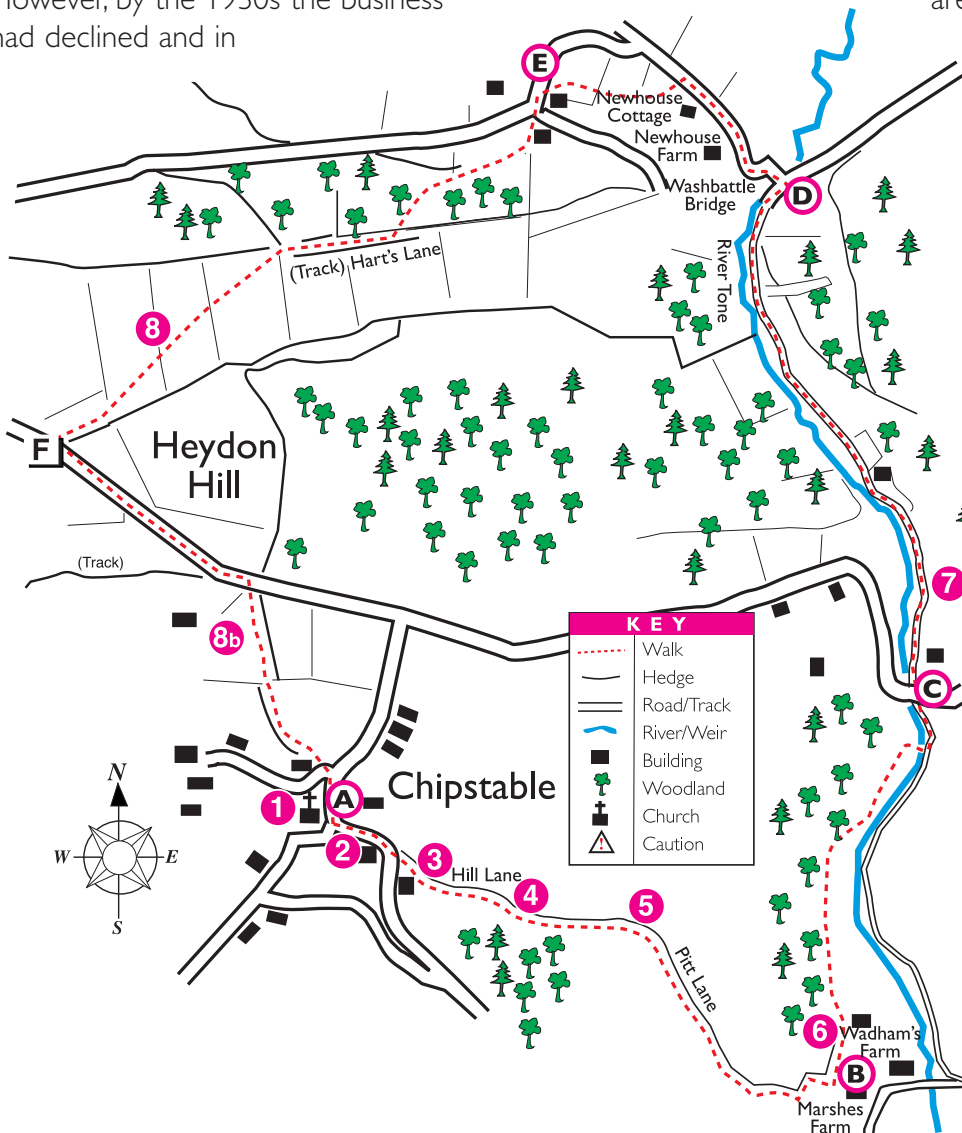 However, by the 1950s the business
had declined and in
are
E
Newhouse
Cottage
Newhouse
Farm
Washbattle
Bridge
D
River Tone
(Track) Hart's Lane
8
F
Heydon
Hill
(Track)
8b
7
C
KEY
Walk
Hedge
Road/Track
River/Weir
Building
Woodland
Church
! Caution
N
W E
S
1
A
Chipstable
2
3
Hill Lane
4
5
Pitt Lane
6
Wadham's
Farm
B
Marshes
Farm